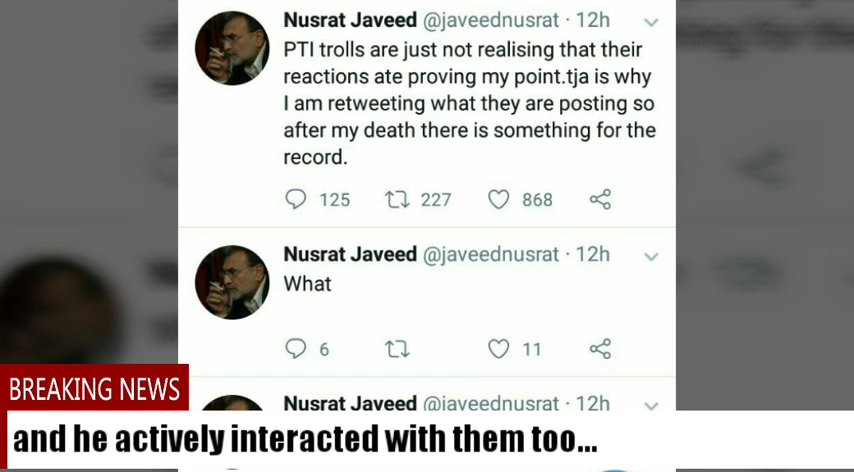 Nusrat Javeed @javeednusrat · 12h
PTI trolls are just not realising that their
reactions ate proving my point.tja is why
I am retweeting what they are posting so
after my death there is something for the
record.
125 227 868
Nusrat Javeed @javeednusrat · 12h
What
6 11
Nusrat Javeed @javeednusrat · 12h
BREAKING NEWS
and he actively interacted with them too...